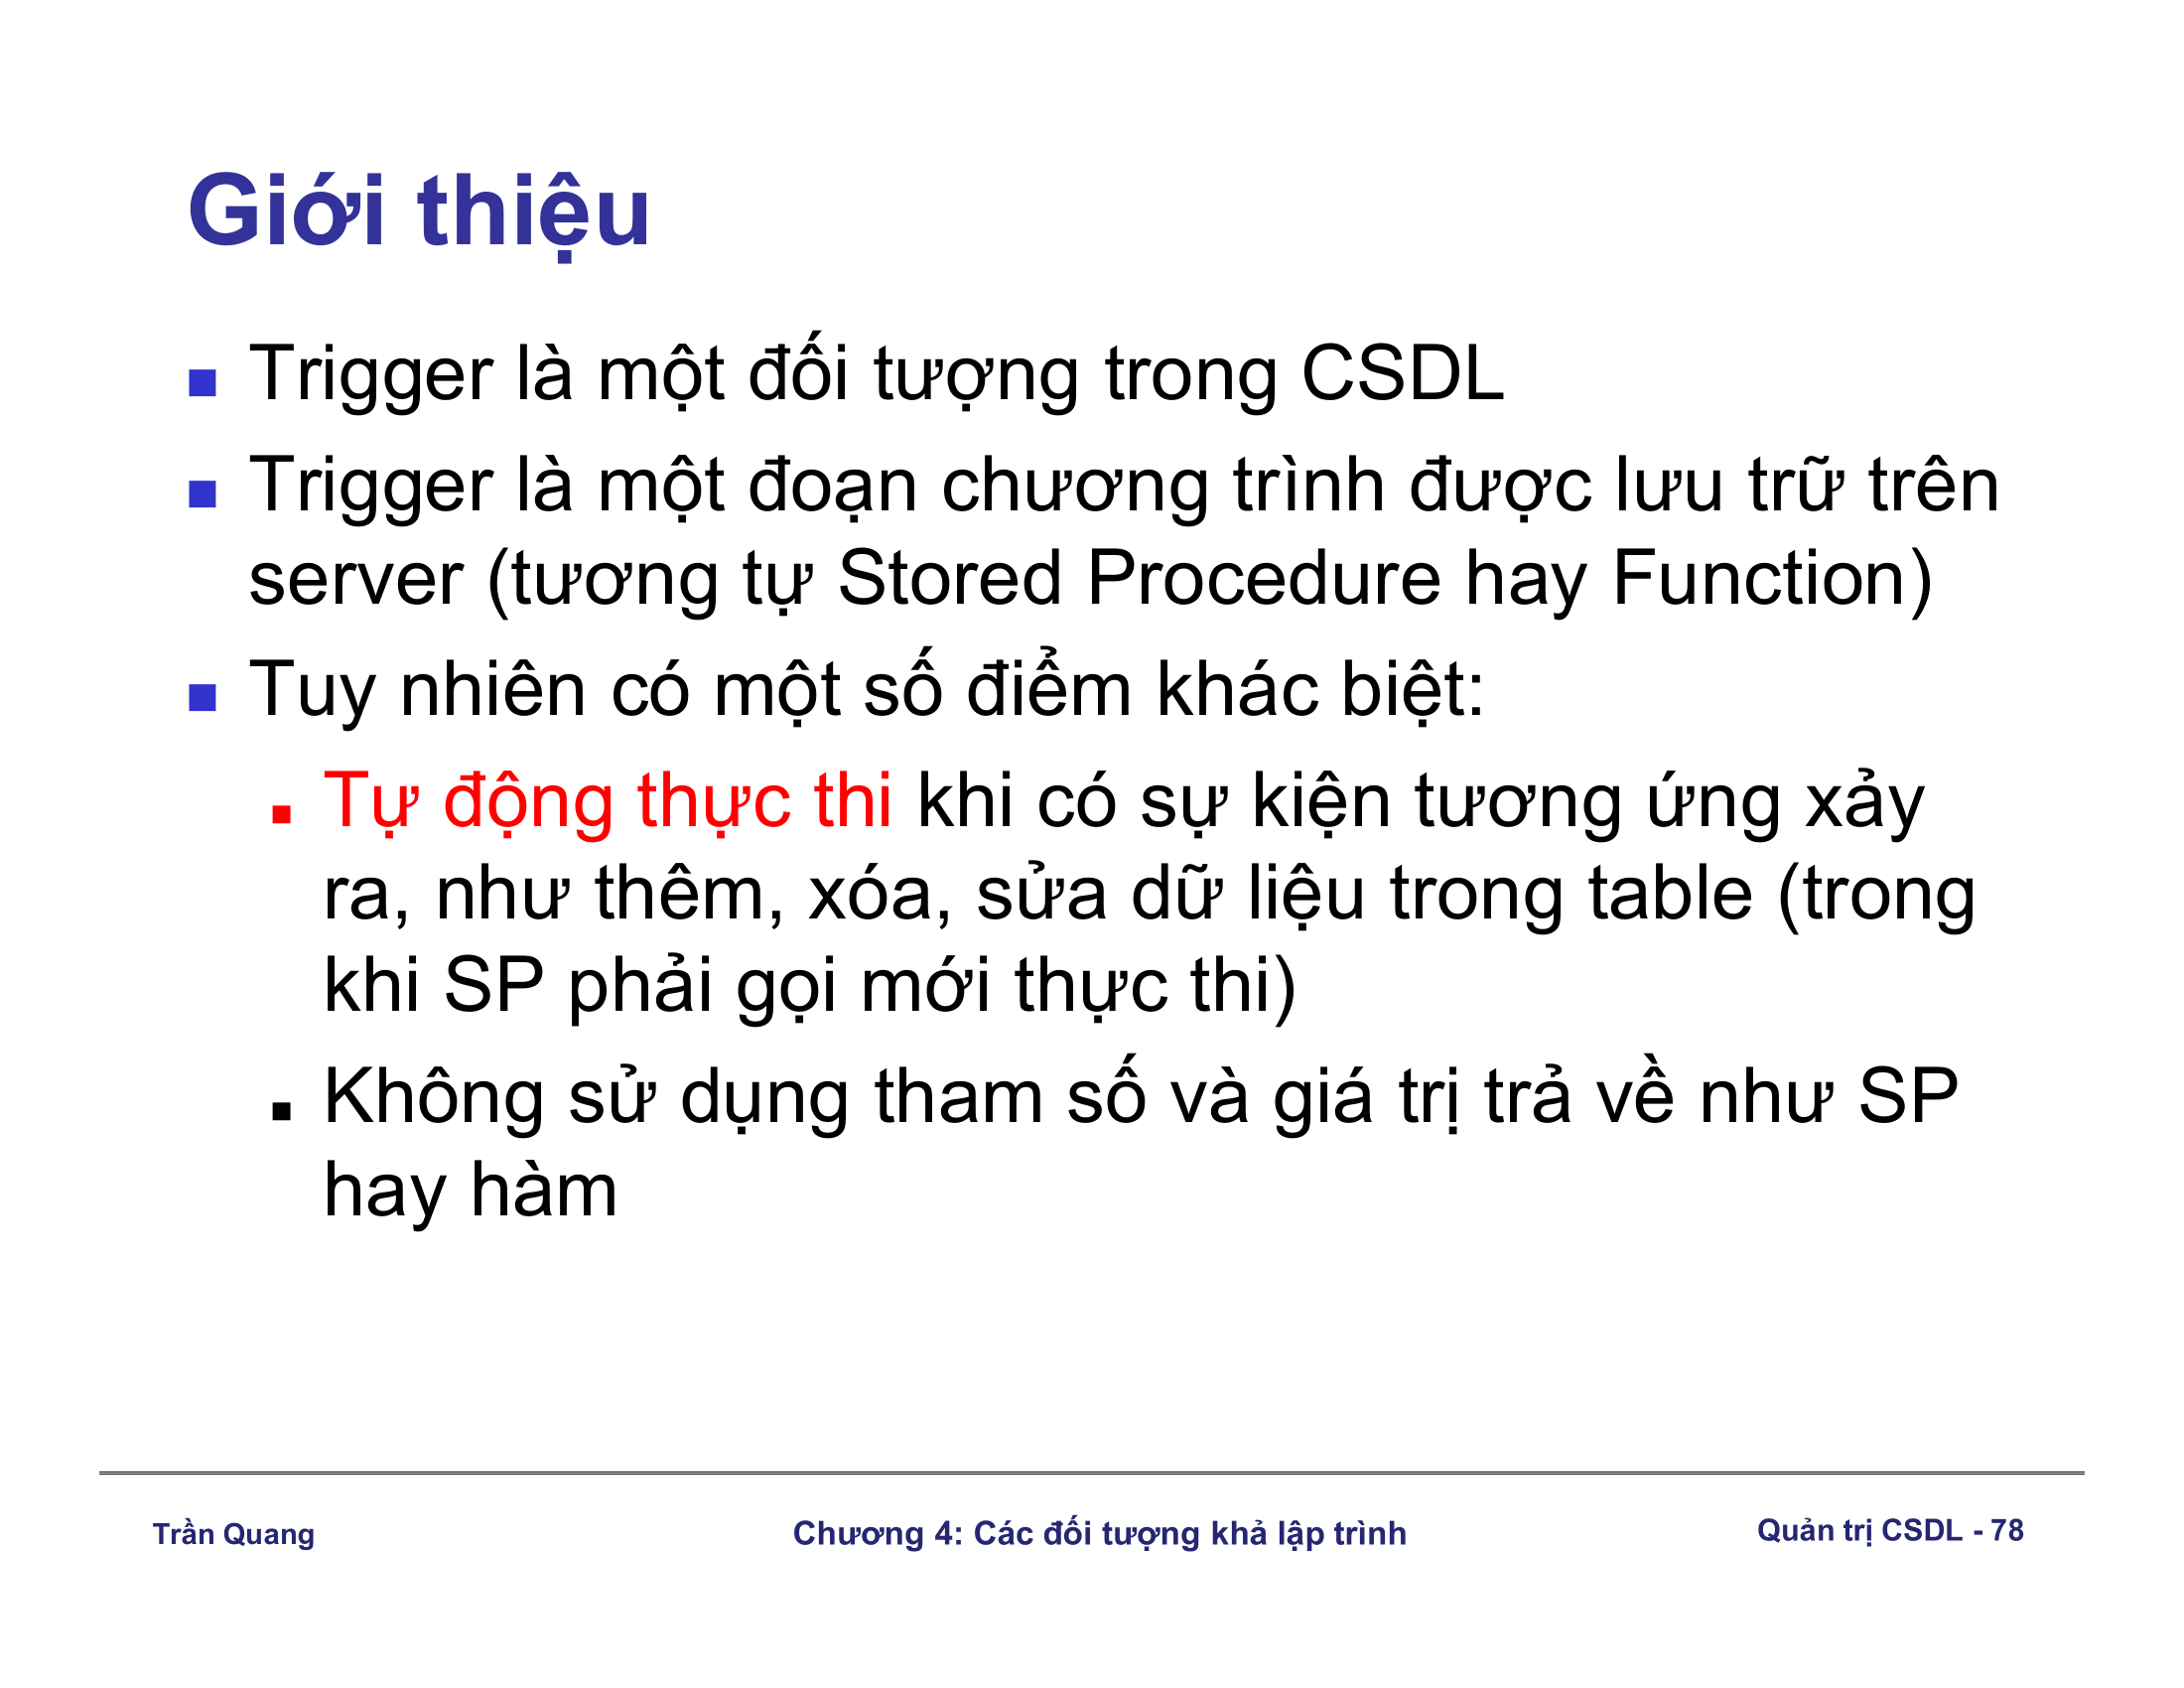 Giới thiệu
Trigger là một đối tượng trong CSDL
Trigger là một đoạn chương trình được lưu trữ trên
server (tương tự Stored Procedure hay Function)
Tuy nhiên có một số điểm khác biệt:
Tự động thực thi khi có sự kiện tương ứng xảy
ra, như thêm, xóa, sửa dữ liệu trong table (trong
khi SP phải gọi mới thực thi)
Không sử dụng tham số và giá trị trả về như SP
hay hàm
Trần Quang
Chương 4: Các đối tượng khả lập trình
Quản trị CSDL - 78